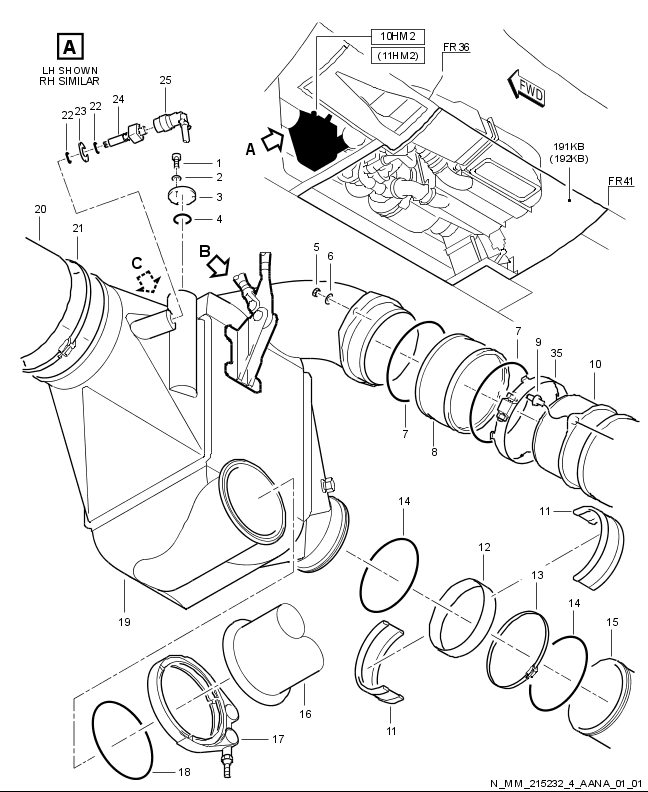 A
LH SHOWN
RH SIMILAR
10HM2
(11HM2)
FR36
FWD
191KB
(192KB)
FR41
A
25
24
22
23
22
1
2
3
4
20
21
C
B
5
6
7
9
35
10
7
8
11
14
12
13
14
15
19
16
11
17
18
N_MM_215232_4_AANA_01_01